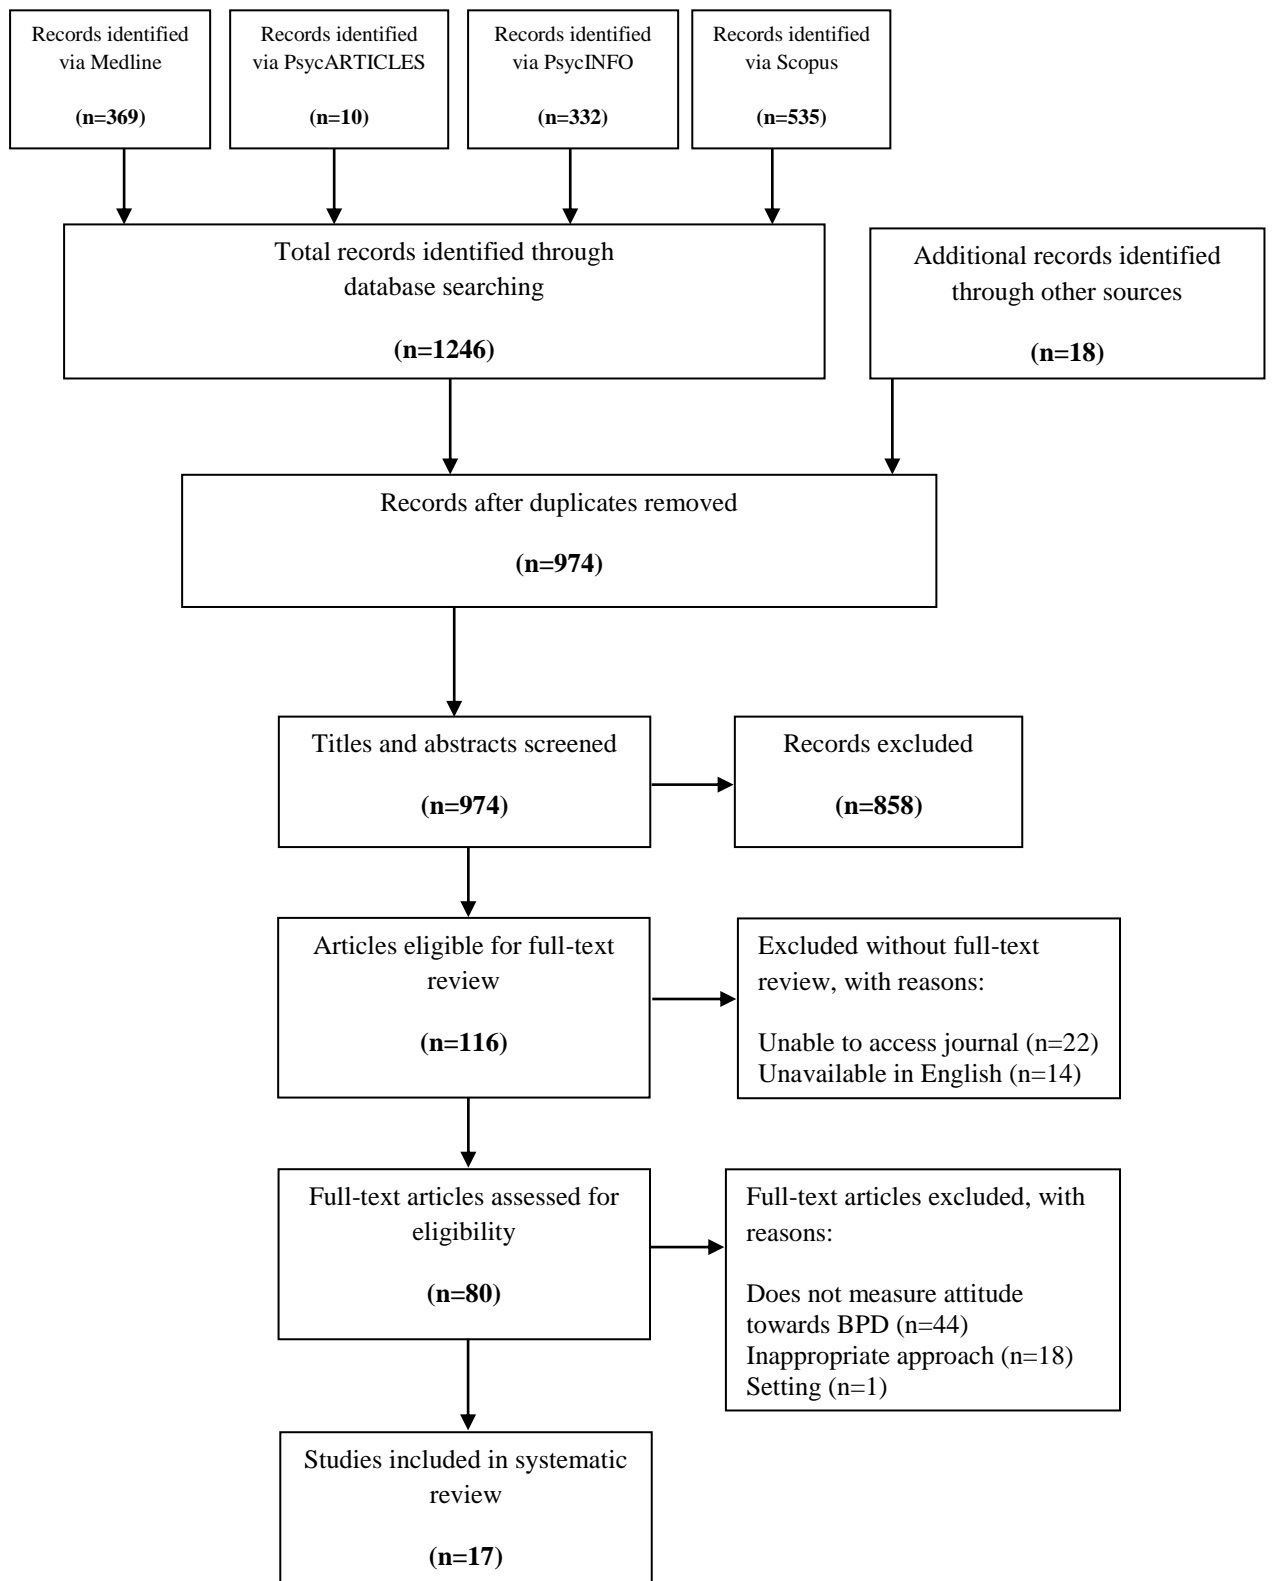 Records identified
via Medline
(n=369)
Records identified
via PsycARTICLES
(n=10)
Records identified
via PsycINFO
(n=332)
Records identified
via Scopus
(n=535)
Total records identified through
database searching
(n=1246)
Additional records identified
through other sources
(n=18)
Records after duplicates removed
(n=974)
Titles and abstracts screened
(n=974)
Records excluded
(n=858)
Articles eligible for full-text
review
(n=116)
Excluded without full-text
review, with reasons:
Unable to access journal (n=22)
Unavailable in English (n=14)
Full-text articles assessed for
eligibility
(n=80)
Full-text articles excluded, with
reasons:
Does not measure attitude
towards BPD (n=44)
Inappropriate approach (n=18)
Setting (n=1)
Studies included in systematic
review
(n=17)